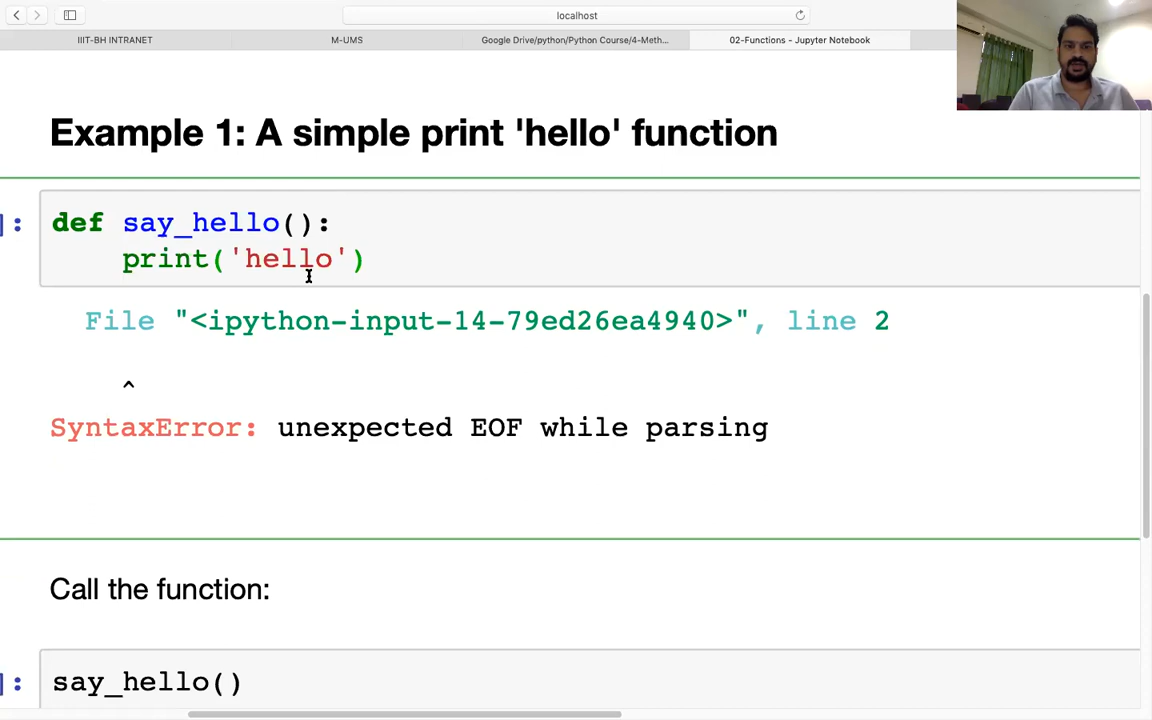 localhost
IIIT-BH INTRANET
M-UMS
Google Drive/python/Python Course/4-Meth...
02-Functions - Jupyter Notebook
Example 1: A simple print 'hello' function
]:
def say_hello():
    print('hello')
File "<ipython-input-14-79ed26ea4940>", line 2
^
SyntaxError: unexpected EOF while parsing
Call the function:
]:
say_hello()